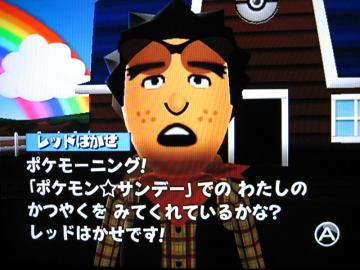 レッドはかせ
ポケモーニング!
「ポケモン☆サンデー」での わたしの
かつやくを みてくれているかな?
レッドはかせです!
A